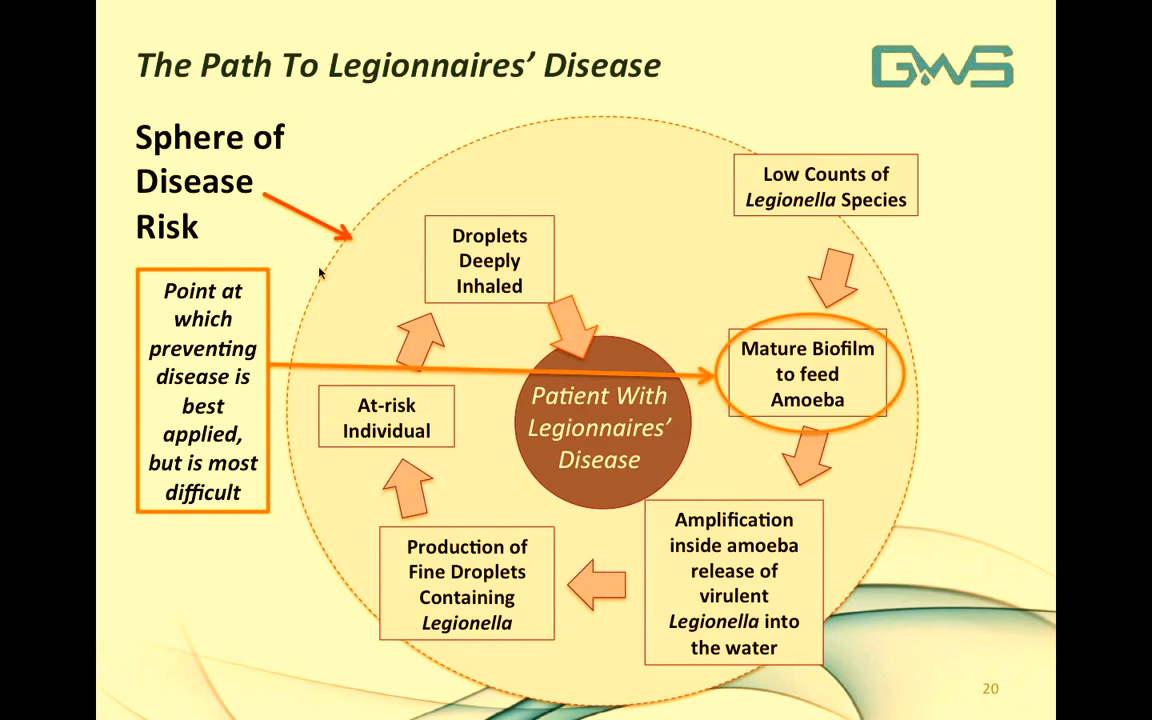 The Path To Legionnaires’ Disease
GWS
Sphere of
Disease
Risk
Low Counts of
Legionella Species
Droplets
Deeply
Inhaled
Point at
which
preventing
disease is
best
applied,
but is most
difficult
Mature Biofilm
to feed
Amoeba
Patient With
Legionnaires’
Disease
At-risk
Individual
Amplification
inside amoeba
release of
virulent
Legionella into
the water
Production of
Fine Droplets
Containing
Legionella
20